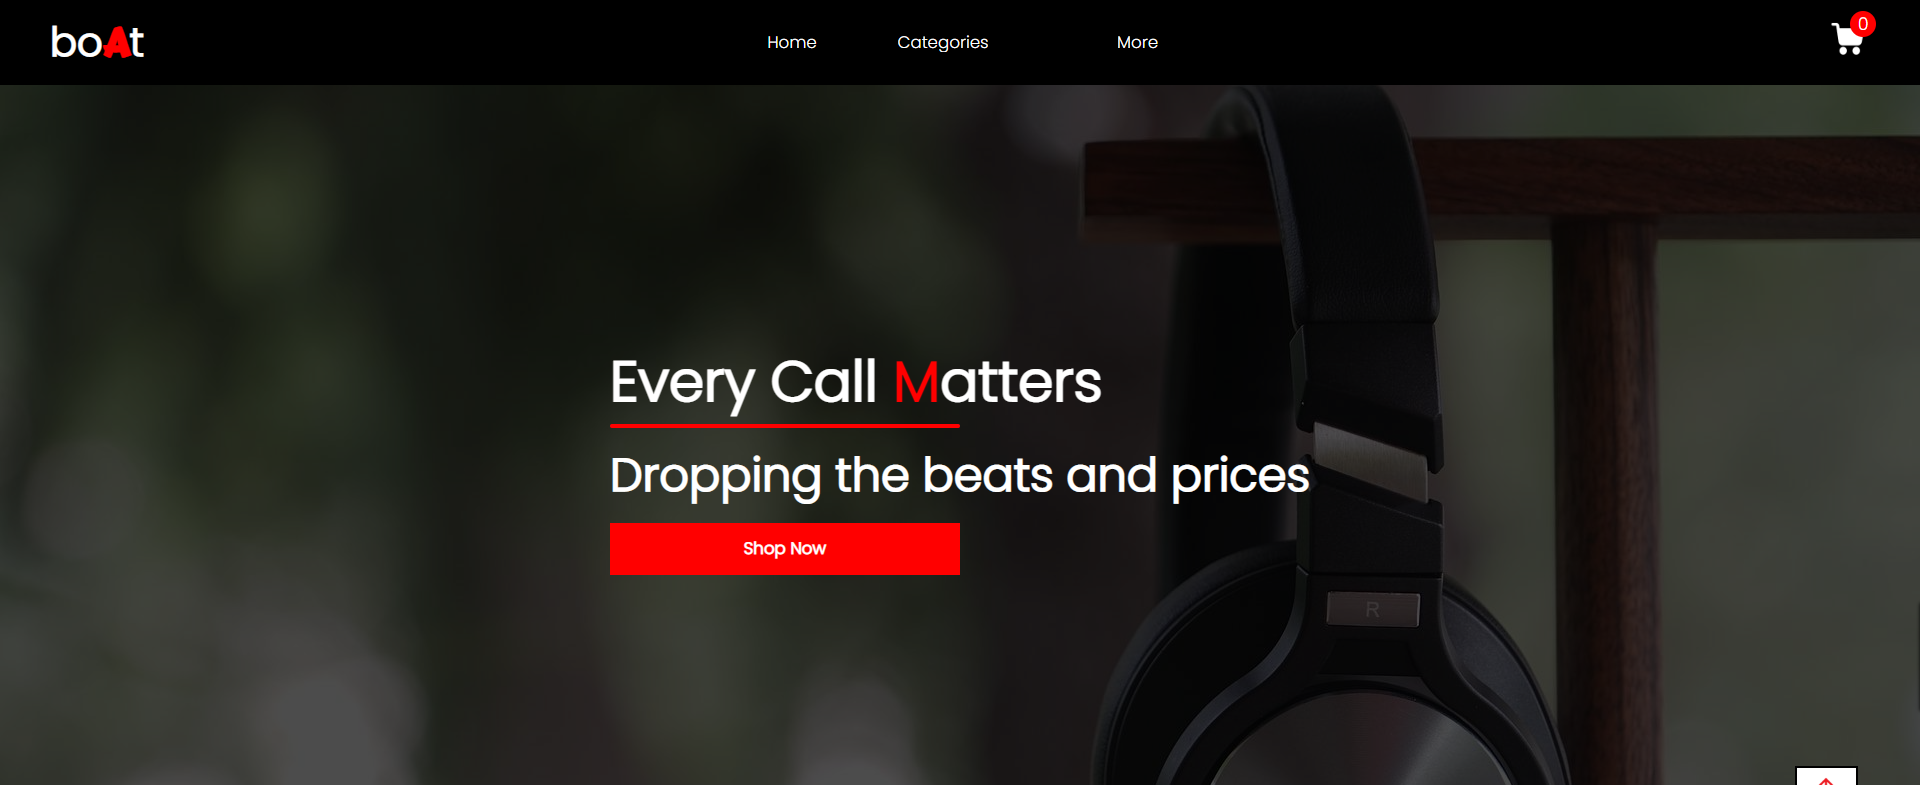 boAt
Home Categories More
0
Every Call Matters
Dropping the beats and prices
Shop Now
R